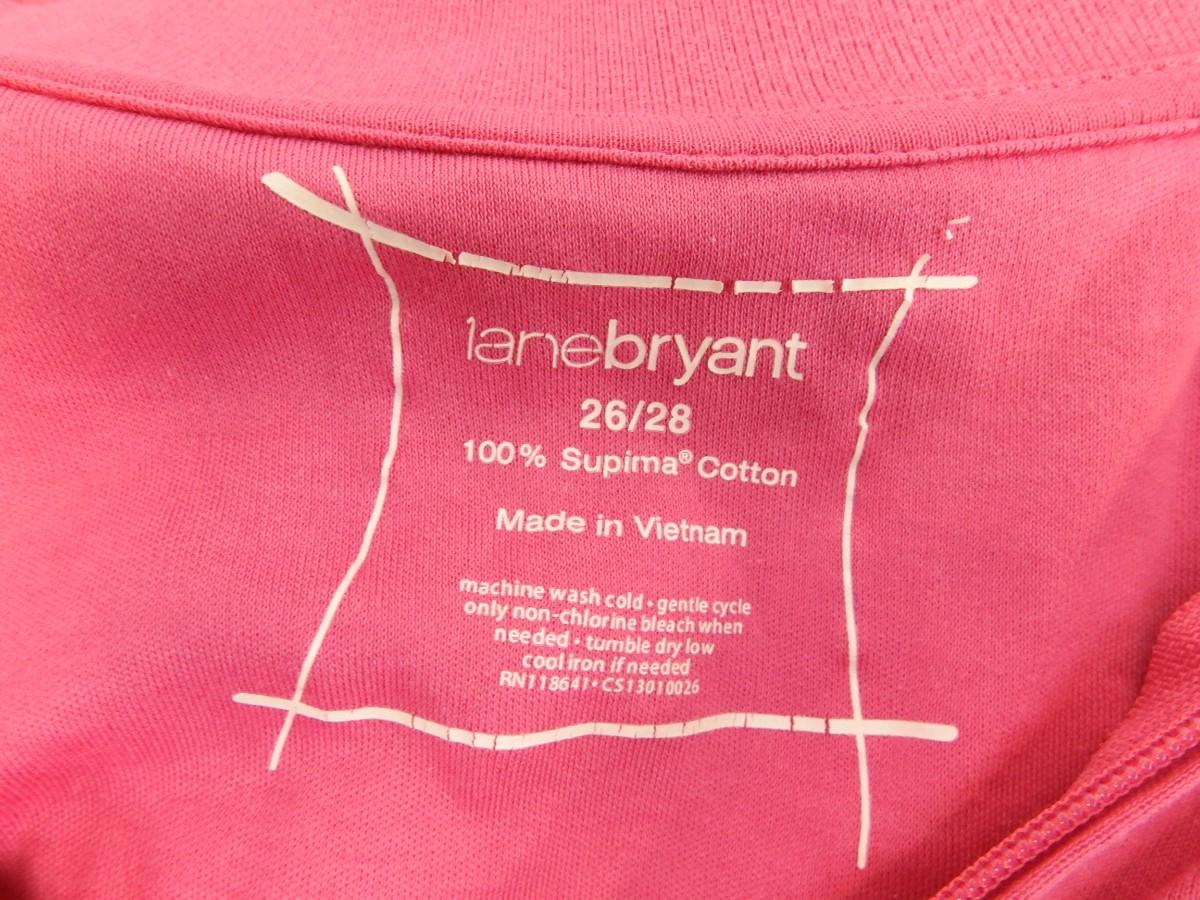 lanebryant
26/28
100% Supima® Cotton
Made in Vietnam
machine wash cold • gentle cycle
only non-chlorine bleach when
needed • tumble dry low
cool iron if needed
RN118641 • CS13010026